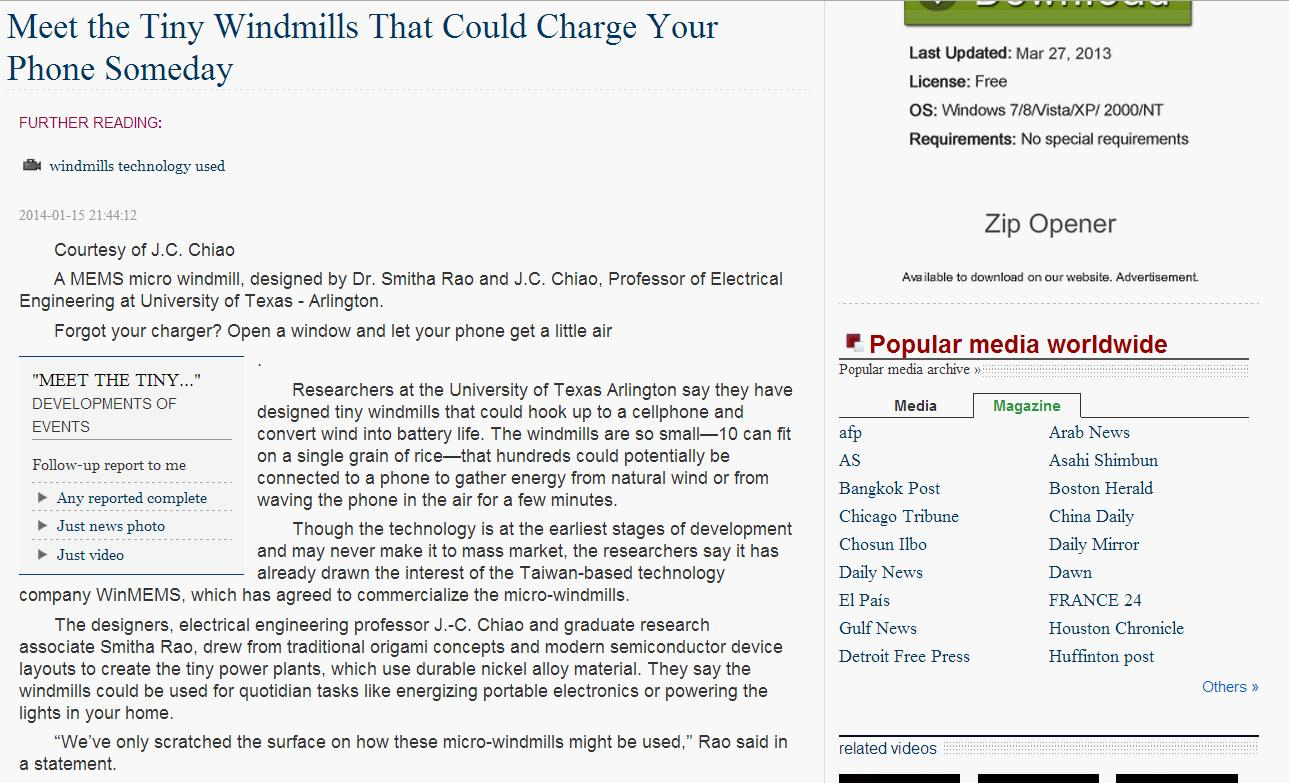 Meet the Tiny Windmills That Could Charge Your
Phone Someday
FURTHER READING:
windmills technology used
2014-01-15 21:44:12
Courtesy of J.C. Chiao
A MEMS micro windmill, designed by Dr. Smitha Rao and J.C. Chiao, Professor of Electrical
Engineering at University of Texas - Arlington.
Forgot your charger? Open a window and let your phone get a little air
.
"MEET THE TINY..."
DEVELOPMENTS OF
EVENTS
Follow-up report to me
Any reported complete
Just news photo
Just video
Researchers at the University of Texas Arlington say they have
designed tiny windmills that could hook up to a cellphone and
convert wind into battery life. The windmills are so small—10 can fit
on a single grain of rice—that hundreds could potentially be
connected to a phone to gather energy from natural wind or from
waving the phone in the air for a few minutes.
Though the technology is at the earliest stages of development
and may never make it to mass market, the researchers say it has
already drawn the interest of the Taiwan-based technology
company WinMEMS, which has agreed to commercialize the micro-windmills.
The designers, electrical engineering professor J.-C. Chiao and graduate research
associate Smitha Rao, drew from traditional origami concepts and modern semiconductor device
layouts to create the tiny power plants, which use durable nickel alloy material. They say the
windmills could be used for quotidian tasks like energizing portable electronics or powering the
lights in your home.
“We’ve only scratched the surface on how these micro-windmills might be used,” Rao said in
a statement.
Download
Last Updated: Mar 27, 2013
License: Free
OS: Windows 7/8/Vista/XP/ 2000/NT
Requirements: No special requirements
Zip Opener
Available to download on our website. Advertisement.
Popular media worldwide
Popular media archive »
Media Magazine
afp Arab News
AS Asahi Shimbun
Bangkok Post Boston Herald
Chicago Tribune China Daily
Chosun Ilbo Daily Mirror
Daily News Dawn
El País FRANCE 24
Gulf News Houston Chronicle
Detroit Free Press Huffinton post
Others »
related videos